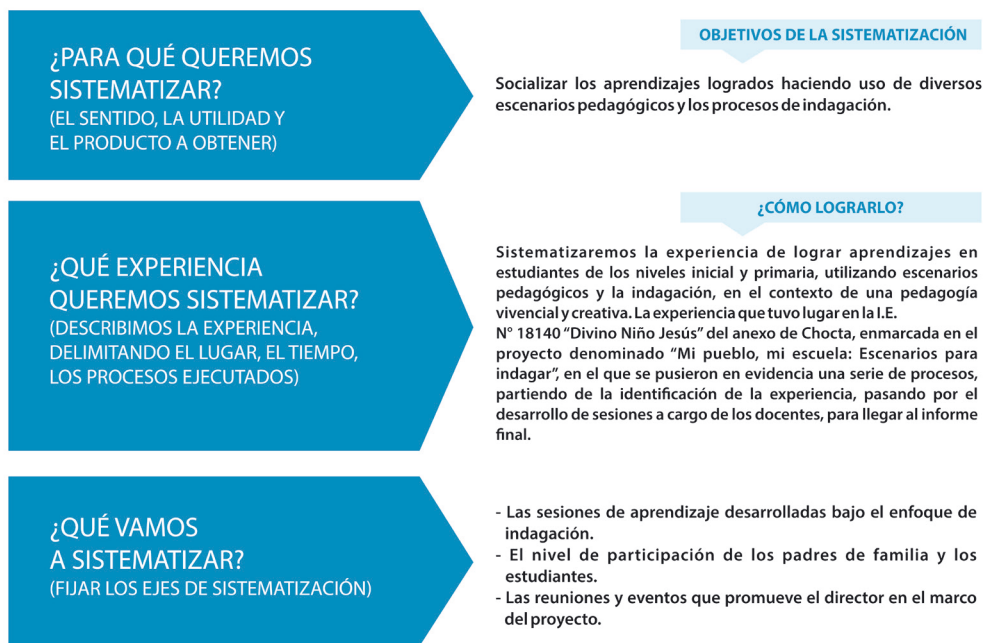 ¿PARA QUÉ QUEREMOS
SISTEMATIZAR?
(EL SENTIDO, LA UTILIDAD Y
EL PRODUCTO A OBTENER)
OBJETIVOS DE LA SISTEMATIZACIÓN
Socializar los aprendizajes logrados haciendo uso de diversos
escenarios pedagógicos y los procesos de indagación.
¿QUÉ EXPERIENCIA
QUEREMOS SISTEMATIZAR?
(DESCRIBIMOS LA EXPERIENCIA,
DELIMITANDO EL LUGAR, EL TIEMPO,
LOS PROCESOS EJECUTADOS)
¿CÓMO LOGRARLO?
Sistematizaremos la experiencia de lograr aprendizajes en
estudiantes de los niveles inicial y primaria, utilizando escenarios
pedagógicos y la indagación, en el contexto de una pedagogía
vivencial y creativa. La experiencia que tuvo lugar en la I.E.
N° 18140 “Divino Niño Jesús” del anexo de Chocta, enmarcada en el
proyecto denominado “Mi pueblo, mi escuela: Escenarios para
indagar”, en el que se pusieron en evidencia una serie de procesos,
partiendo de la identificación de la experiencia, pasando por el
desarrollo de sesiones a cargo de los docentes, para llegar al informe
final.
¿QUÉ VAMOS
A SISTEMATIZAR?
(FIJAR LOS EJES DE SISTEMATIZACIÓN)
- Las sesiones de aprendizaje desarrolladas bajo el enfoque de
indagación.
- El nivel de participación de los padres de familia y los
estudiantes.
- Las reuniones y eventos que promueve el director en el marco
del proyecto.